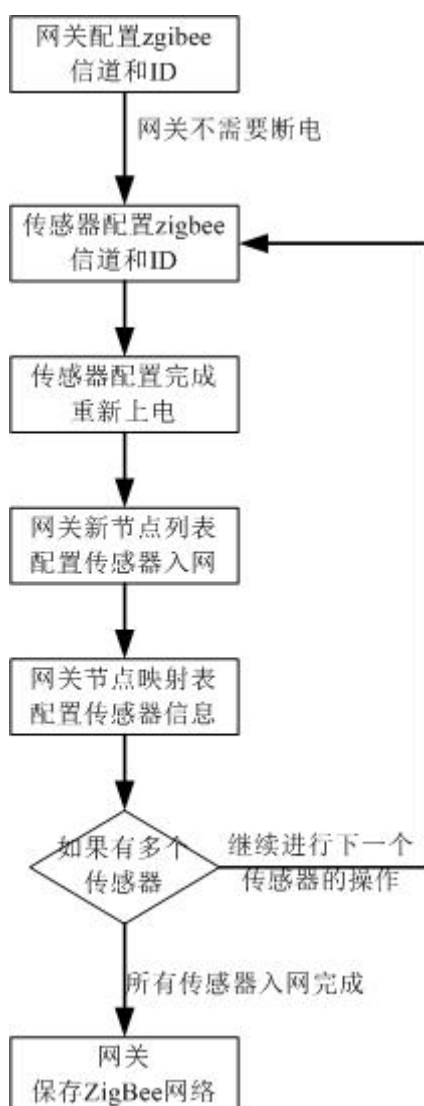 网关配置zgibee
信道和ID
网关不需要断电
传感器配置zigbee
信道和ID
传感器配置完成
重新上电
网关新节点列表
配置传感器入网
网关节点映射表
配置传感器信息
如果有多个
传感器
继续进行下一个
传感器的操作
所有传感器入网完成
网关
保存ZigBee网络